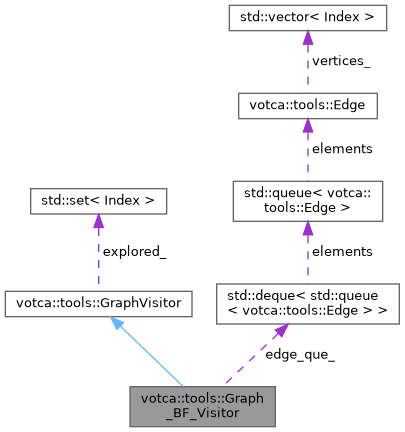 std::vector< Index >
vertices_
votca::tools::Edge
elements
std::queue< votca::
tools::Edge >
std::set< Index >
explored_
elements
votca::tools::GraphVisitor
std::deque< std::queue
< votca::tools::Edge > >
edge_que_
votca::tools::Graph
_BF_Visitor